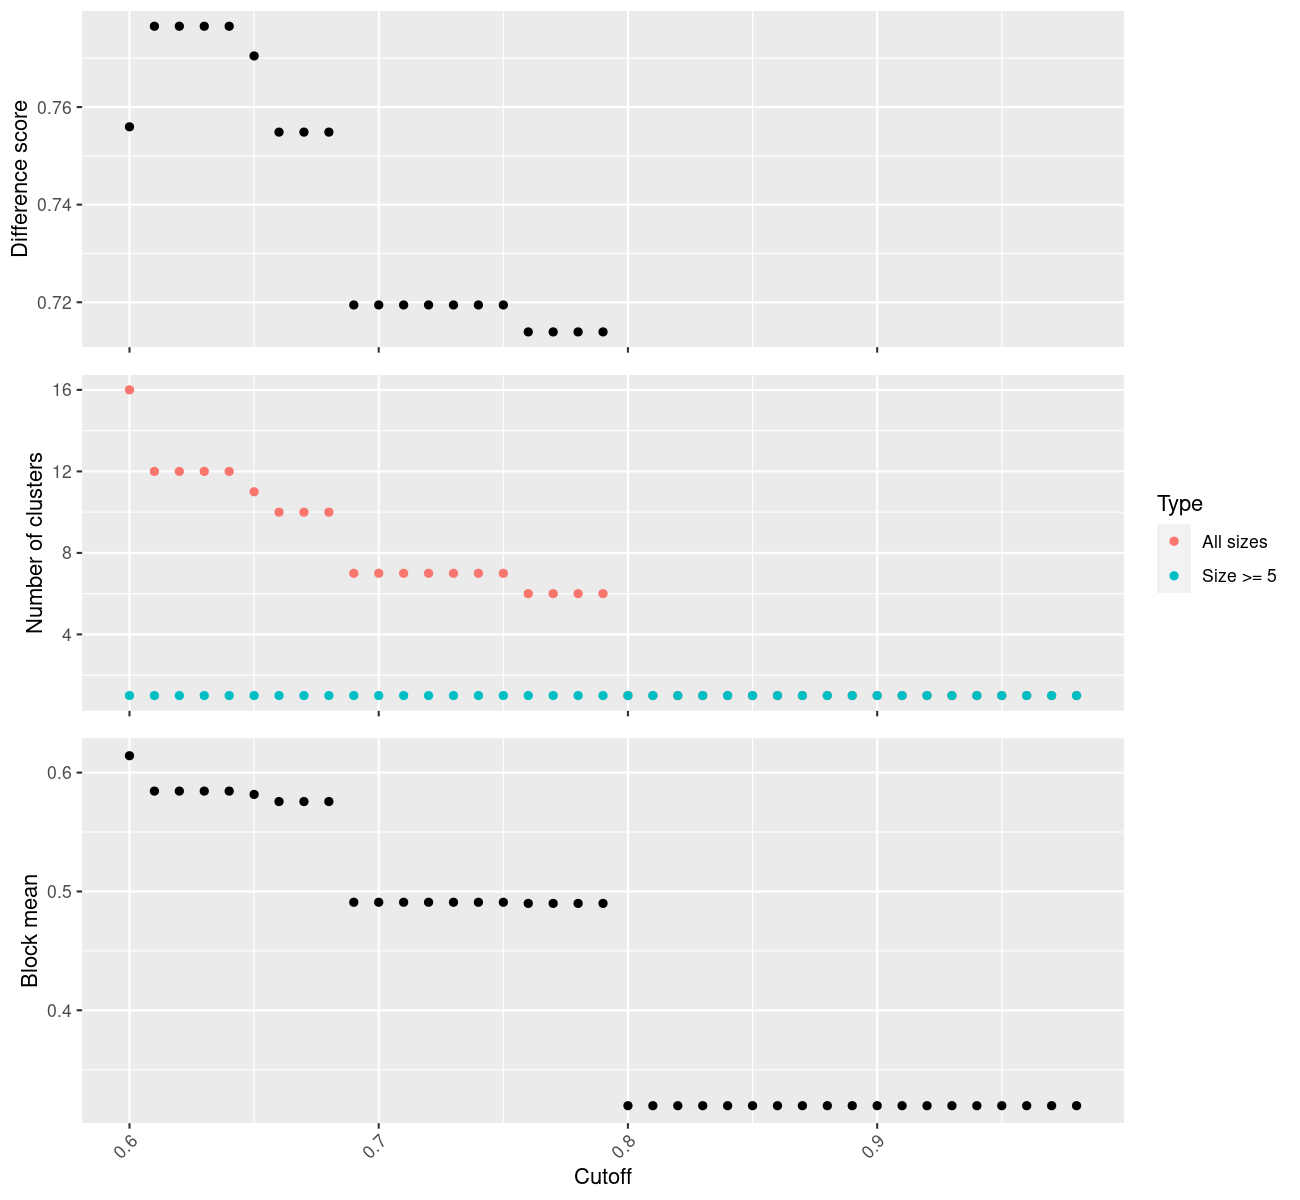 Difference score
0.76
0.74
0.72
Number of clusters
16
12
8
4
Type
All sizes
Size >= 5
Block mean
0.6
0.5
0.4
0.6
0.7
0.8
0.9
Cutoff